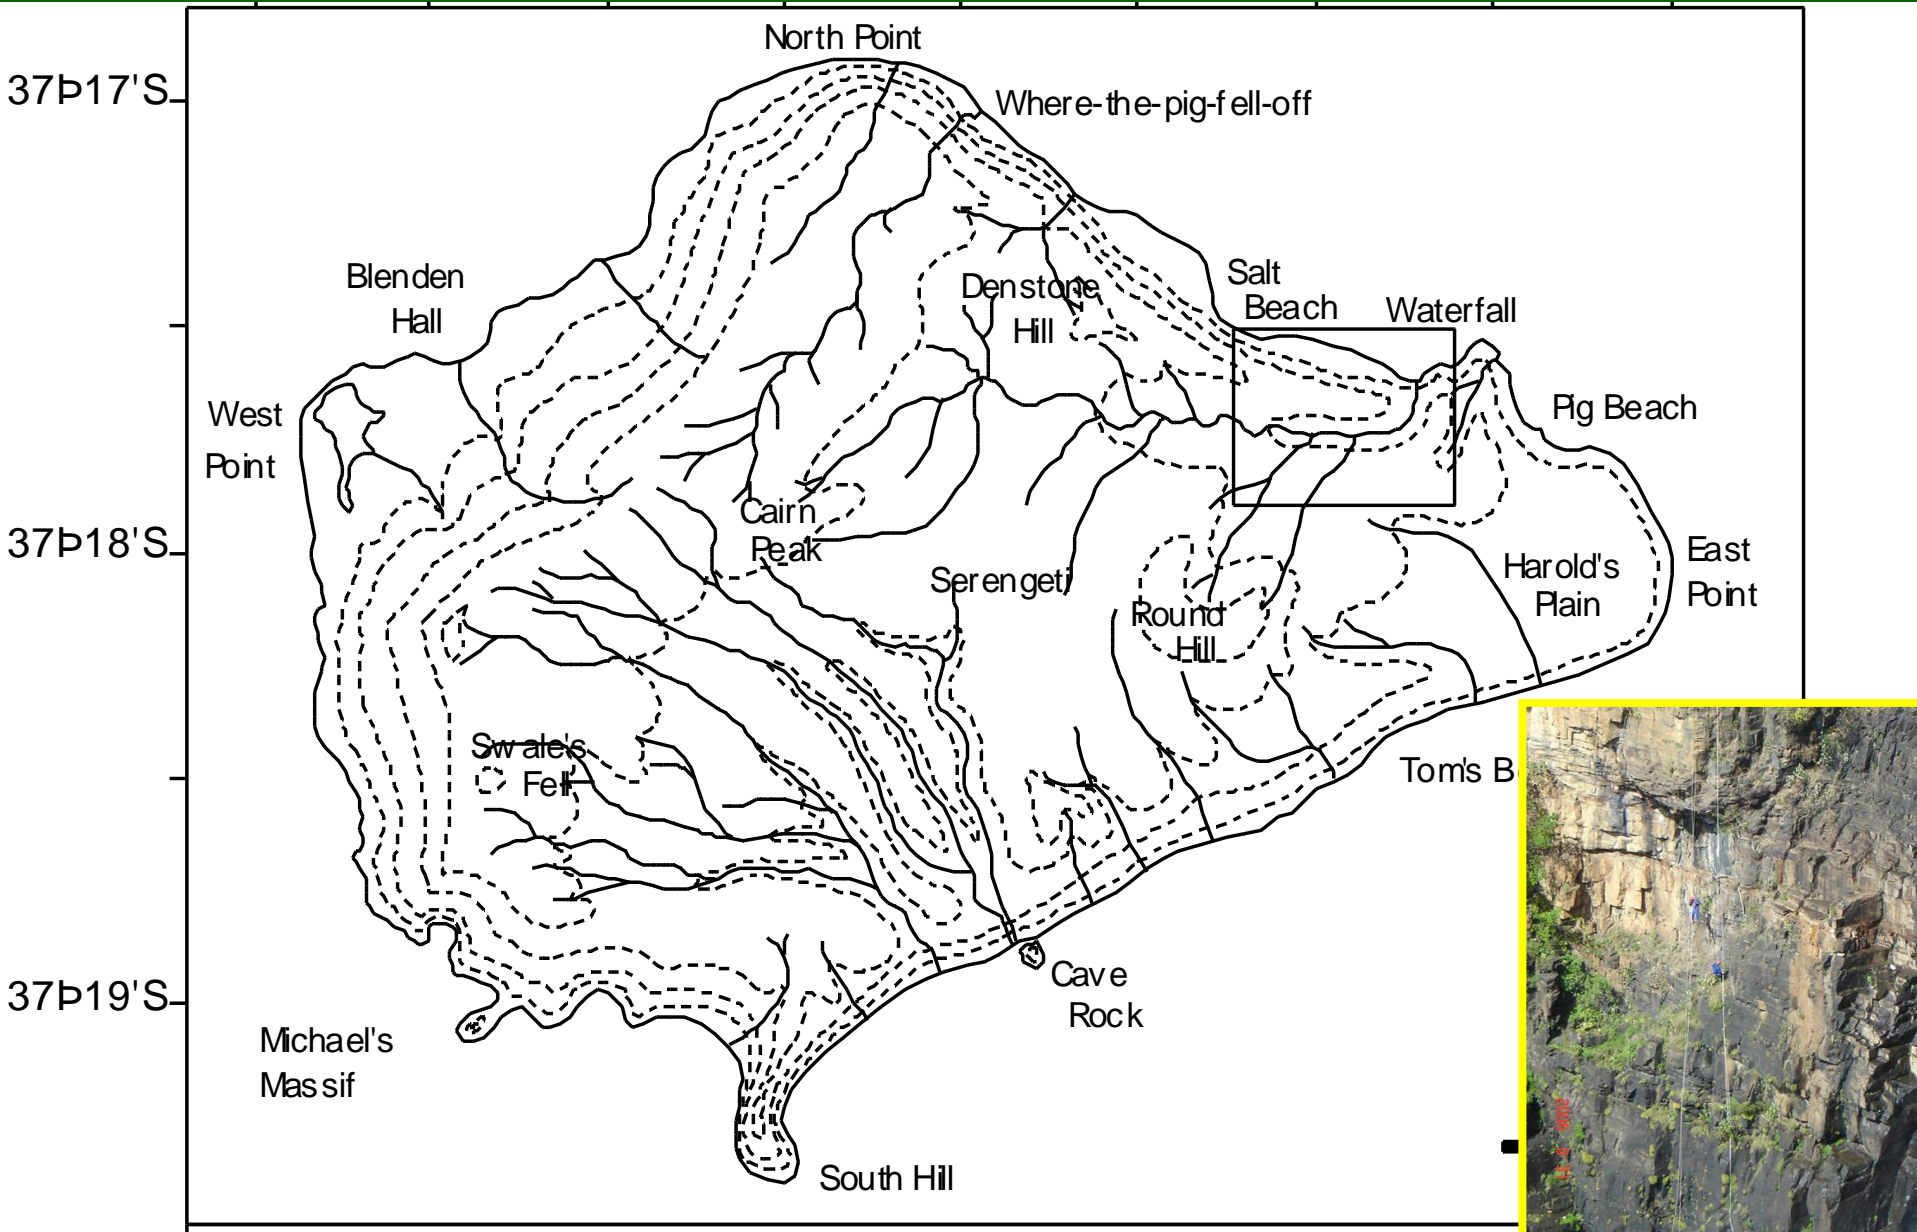 North Point
37Þ17'S
Where-the-pig-fell-off
Blenden
Hall
Denstone
Hill
Salt
Beach
Waterfall
West
Point
Pig Beach
Cairn
Peak
37Þ18'S
Serengeti
Round
Hill
Harold's
Plain
East
Point
Swale's
Fell
Tom's
Cave
Rock
37Þ19'S
Michael's
Massif
South Hill